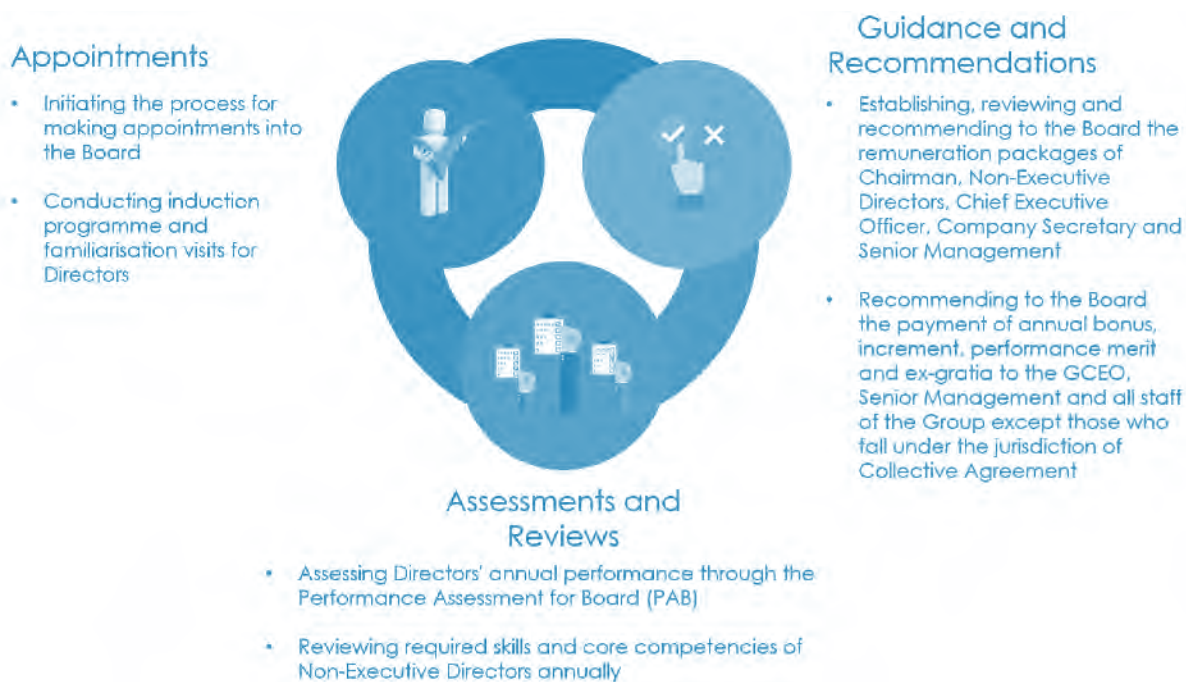 Appointments
• Initiating the process for
making appointments into
the Board
• Conducting induction
programme and
familiarisation visits for
Directors
Guidance and
Recommendations
• Establishing, reviewing and
recommending to the Board the
remuneration packages of
Chairman, Non-Executive
Directors, Chief Executive
Officer, Company Secretary and
Senior Management
• Recommending to the Board
the payment of annual bonus,
increment, performance merit
and ex-gratia to the GCEO,
Senior Management and all staff
of the Group except those who
fall under the jurisdiction of
Collective Agreement
Assessments and
Reviews
• Assessing Directors' annual performance through the
Performance Assessment for Board (PAB)
• Reviewing required skills and core competencies of
Non-Executive Directors annually